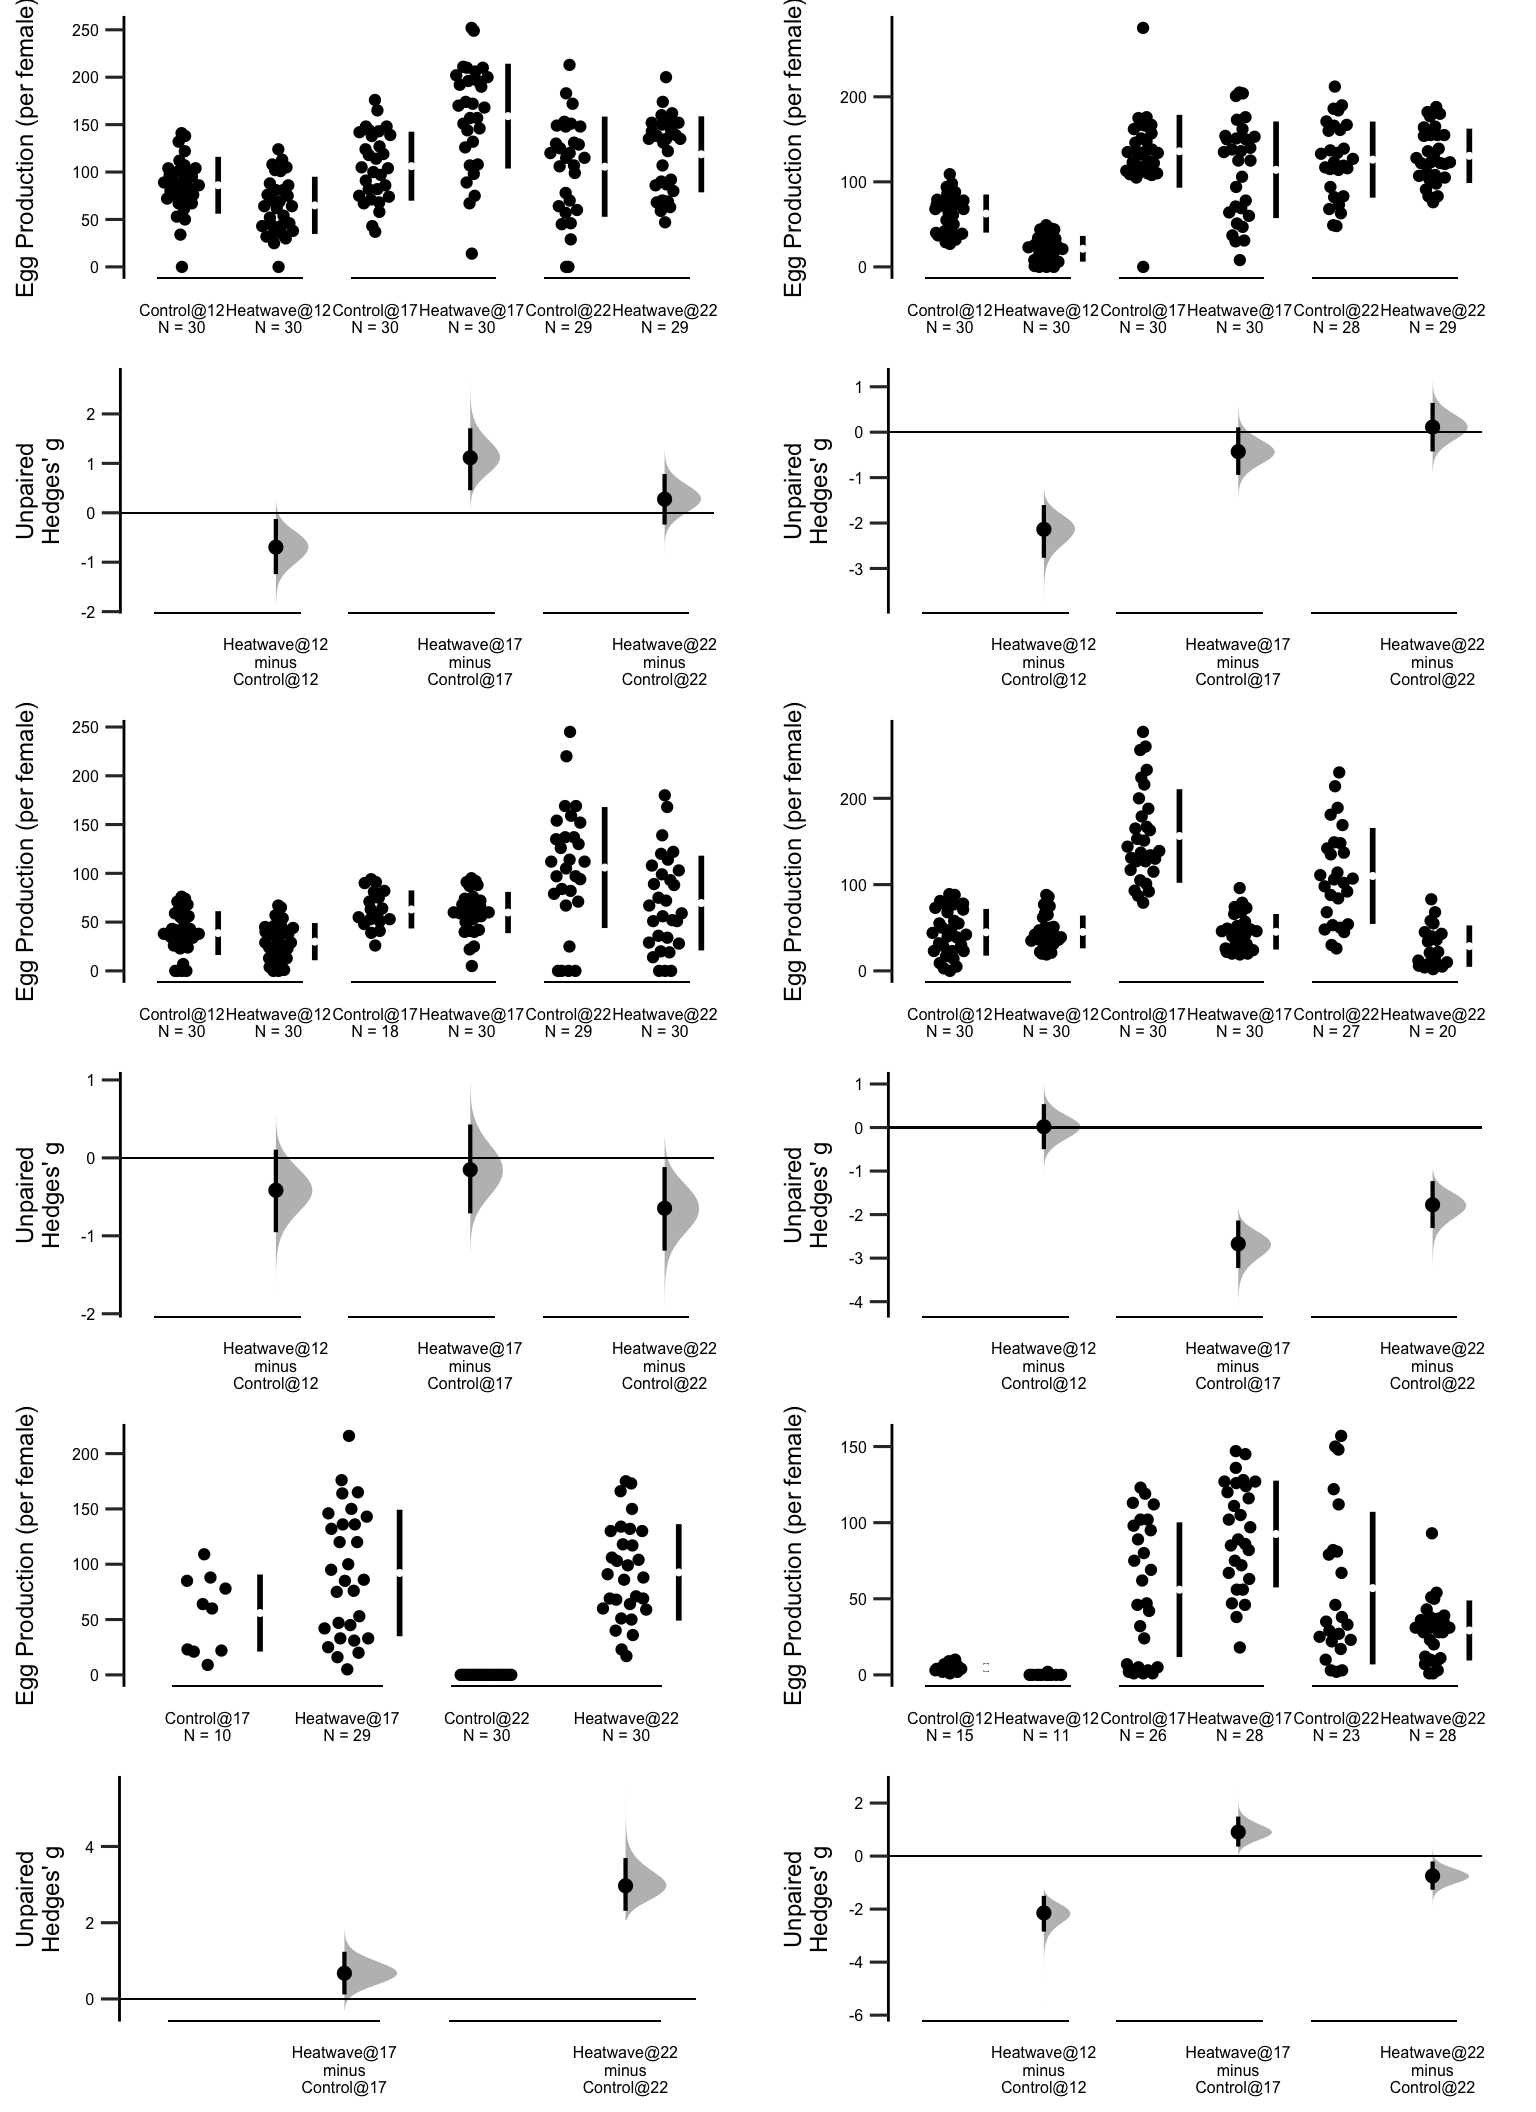 Egg Production (per female)
250
200
150
100
50
0
Control@12 Heatwave@12 Control@17 Heatwave@17 Control@22 Heatwave@22
N = 30 N = 30 N = 30 N = 30 N = 29 N = 29
Unpaired
Hedges' g
2
1
0
-1
-2
Heatwave@12 Heatwave@17 Heatwave@22
minus minus minus
Control@12 Control@17 Control@22
Egg Production (per female)
200
100
0
Control@12 Heatwave@12 Control@17 Heatwave@17 Control@22 Heatwave@22
N = 30 N = 30 N = 30 N = 30 N = 28 N = 29
Unpaired
Hedges' g
1
0
-1
-2
-3
Heatwave@12 Heatwave@17 Heatwave@22
minus minus minus
Control@12 Control@17 Control@22
Egg Production (per female)
250
200
150
100
50
0
Control@12 Heatwave@12 Control@17 Heatwave@17 Control@22 Heatwave@22
N = 30 N = 30 N = 18 N = 30 N = 29 N = 30
Unpaired
Hedges' g
1
0
-1
-2
Heatwave@12 Heatwave@17 Heatwave@22
minus minus minus
Control@12 Control@17 Control@22
Egg Production (per female)
200
100
0
Control@12 Heatwave@12 Control@17 Heatwave@17 Control@22 Heatwave@22
N = 30 N = 30 N = 30 N = 30 N = 27 N = 20
Unpaired
Hedges' g
1
0
-1
-2
-3
-4
Heatwave@12 Heatwave@17 Heatwave@22
minus minus minus
Control@12 Control@17 Control@22
Egg Production (per female)
200
150
100
50
0
Control@17 Heatwave@17 Control@22 Heatwave@22
N = 10 N = 29 N = 30 N = 30
Unpaired
Hedges' g
4
2
0
Heatwave@17 Heatwave@22
minus minus
Control@17 Control@22
Egg Production (per female)
150
100
50
0
Control@12 Heatwave@12 Control@17 Heatwave@17 Control@22 Heatwave@22
N = 15 N = 11 N = 26 N = 28 N = 23 N = 28
Unpaired
Hedges' g
2
0
-2
-4
-6
Heatwave@12 Heatwave@17 Heatwave@22
minus minus minus
Control@12 Control@17 Control@22